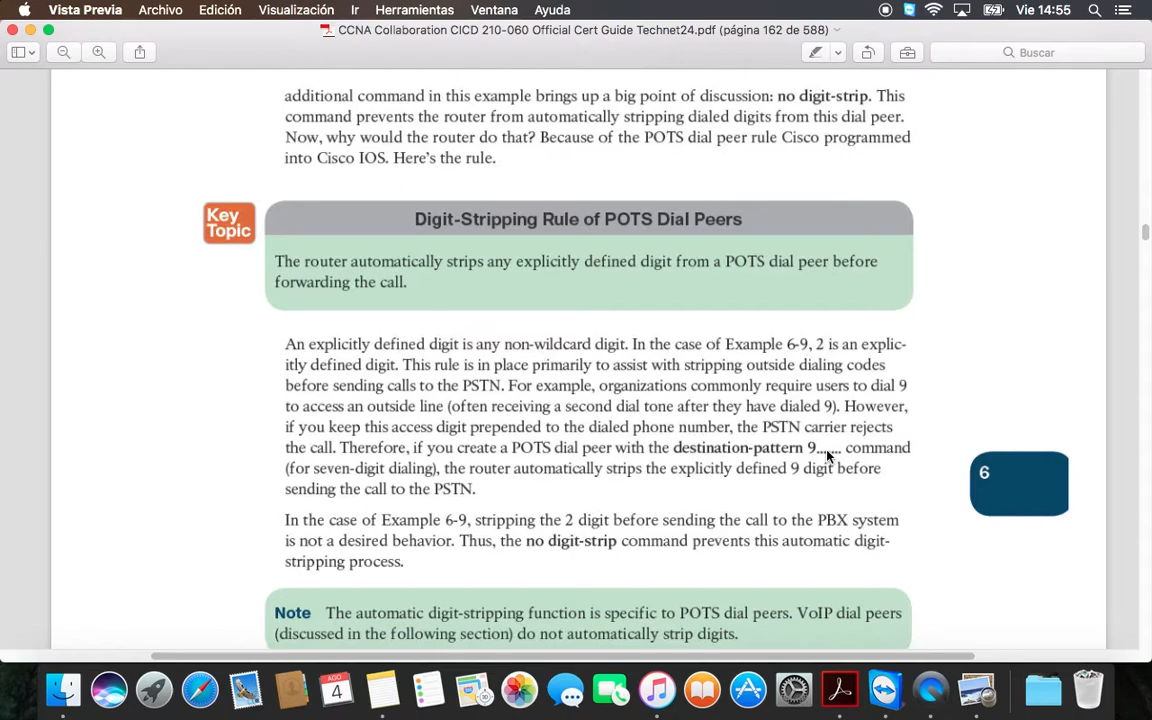 Vista Previa Archivo Edición Visualización Ir Herramientas Ventana Ayuda Vie 14:55
CCNA Collaboration CICD 210-060 Official Cert Guide Technet24.pdf (página 162 de 588)
Buscar
additional command in this example brings up a big point of discussion: no digit-strip. This
command prevents the router from automatically stripping dialed digits from this dial peer.
Now, why would the router do that? Because of the POTS dial peer rule Cisco programmed
into Cisco IOS. Here's the rule.
Key
Topic
Digit-Stripping Rule of POTS Dial Peers
The router automatically strips any explicitly defined digit from a POTS dial peer before
forwarding the call.
An explicitly defined digit is any non-wildcard digit. In the case of Example 6-9, 2 is an explic-
itly defined digit. This rule is in place primarily to assist with stripping outside dialing codes
before sending calls to the PSTN. For example, organizations commonly require users to dial 9
to access an outside line (often receiving a second dial tone after they have dialed 9). However,
if you keep this access digit prepended to the dialed phone number, the PSTN carrier rejects
the call. Therefore, if you create a POTS dial peer with the destination-pattern 9....... command
(for seven-digit dialing), the router automatically strips the explicitly defined 9 digit before
sending the call to the PSTN.
6
In the case of Example 6-9, stripping the 2 digit before sending the call to the PBX system
is not a desired behavior. Thus, the no digit-strip command prevents this automatic digit-
stripping process.
Note The automatic digit-stripping function is specific to POTS dial peers. VoIP dial peers
(discussed in the following section) do not automatically strip digits.
AGO
4